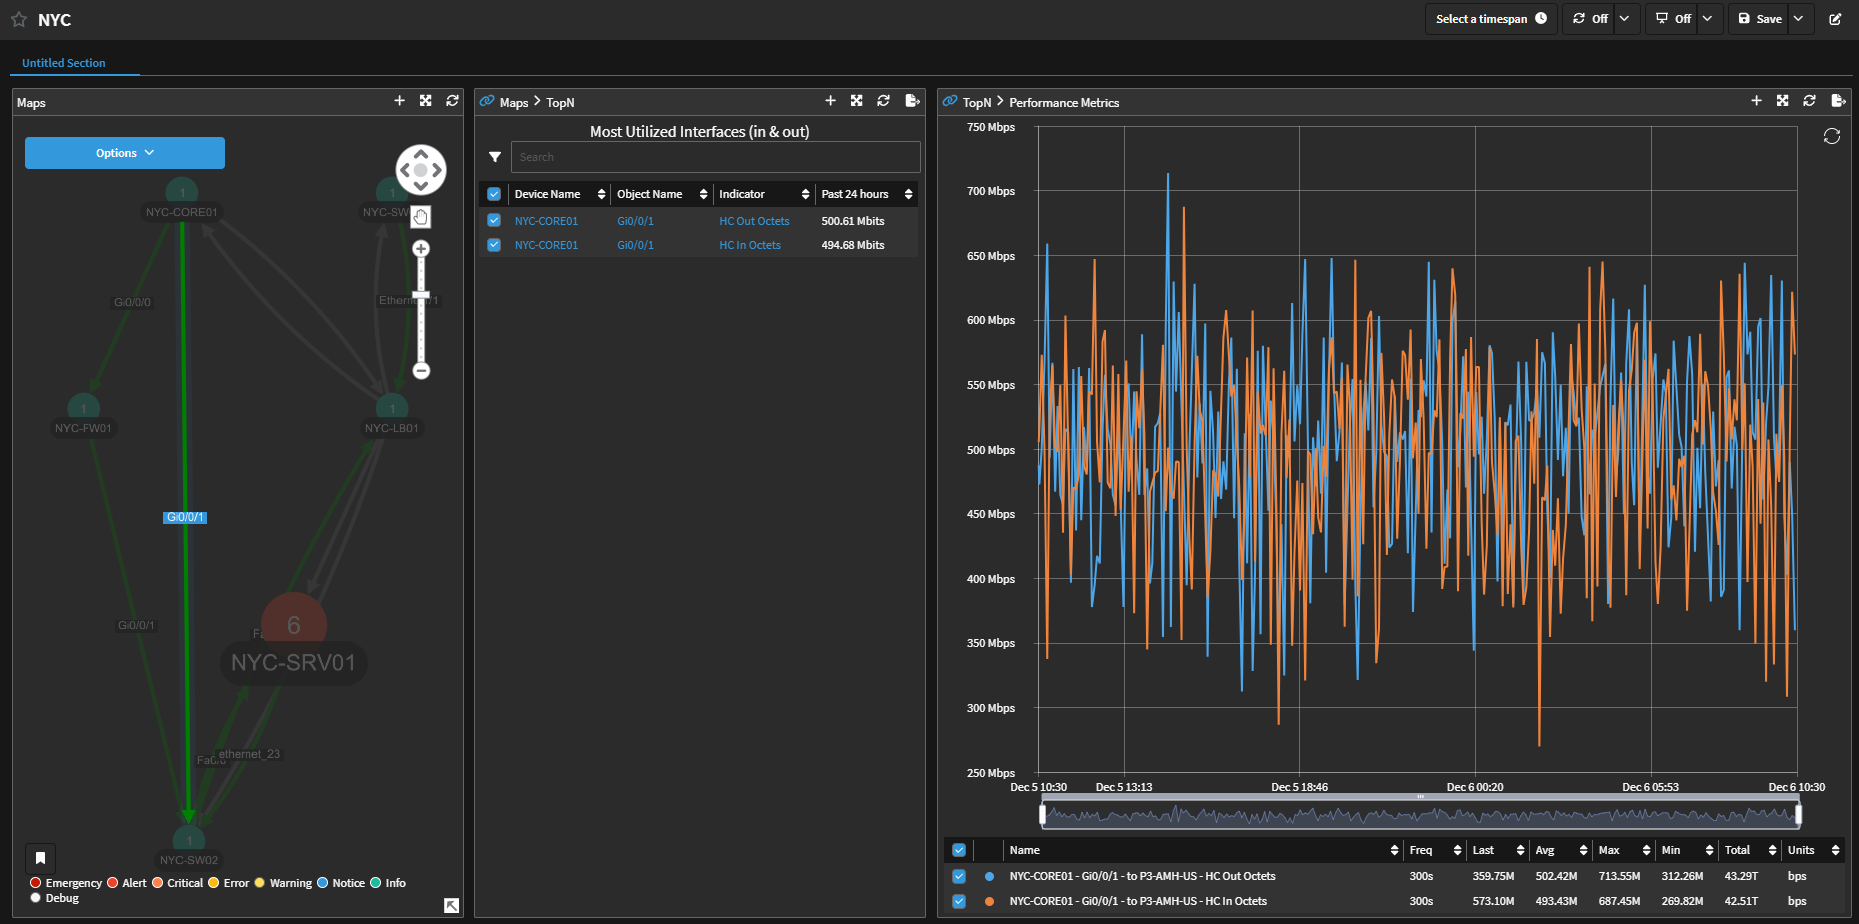 NYC
Select a timespan
Off
Off
Save
Untitled Section
Maps
Options
1
NYC-CORE01
1
NYC-SW
Gi0/0/0
Ethernet /1
1
NYC-FW01
1
NYC-LB01
Gi0/0/1
Gi0/0/1
Fa
6
NYC-SRV01
ethernet_23
Fa0/0
1
NYC-SW02
Emergency Alert Critical Error Warning Notice Info
Debug
Maps > TopN
Most Utilized Interfaces (in & out)
Search
Device Name Object Name Indicator Past 24 hours
NYC-CORE01 Gi0/0/1 HC Out Octets 500.61 Mbits
NYC-CORE01 Gi0/0/1 HC In Octets 494.68 Mbits
TopN > Performance Metrics
750 Mbps
700 Mbps
650 Mbps
600 Mbps
550 Mbps
500 Mbps
450 Mbps
400 Mbps
350 Mbps
300 Mbps
250 Mbps
Dec 5 10:30 Dec 5 13:13 Dec 5 18:46 Dec 6 00:20 Dec 6 05:53 Dec 6 10:30
Name Freq Last Avg Max Min Total Units
NYC-CORE01 - Gi0/0/1 - to P3-AMH-US - HC Out Octets 300s 359.75M 502.42M 713.55M 312.26M 43.29T bps
NYC-CORE01 - Gi0/0/1 - to P3-AMH-US - HC In Octets 300s 573.10M 493.43M 687.45M 269.82M 42.51T bps